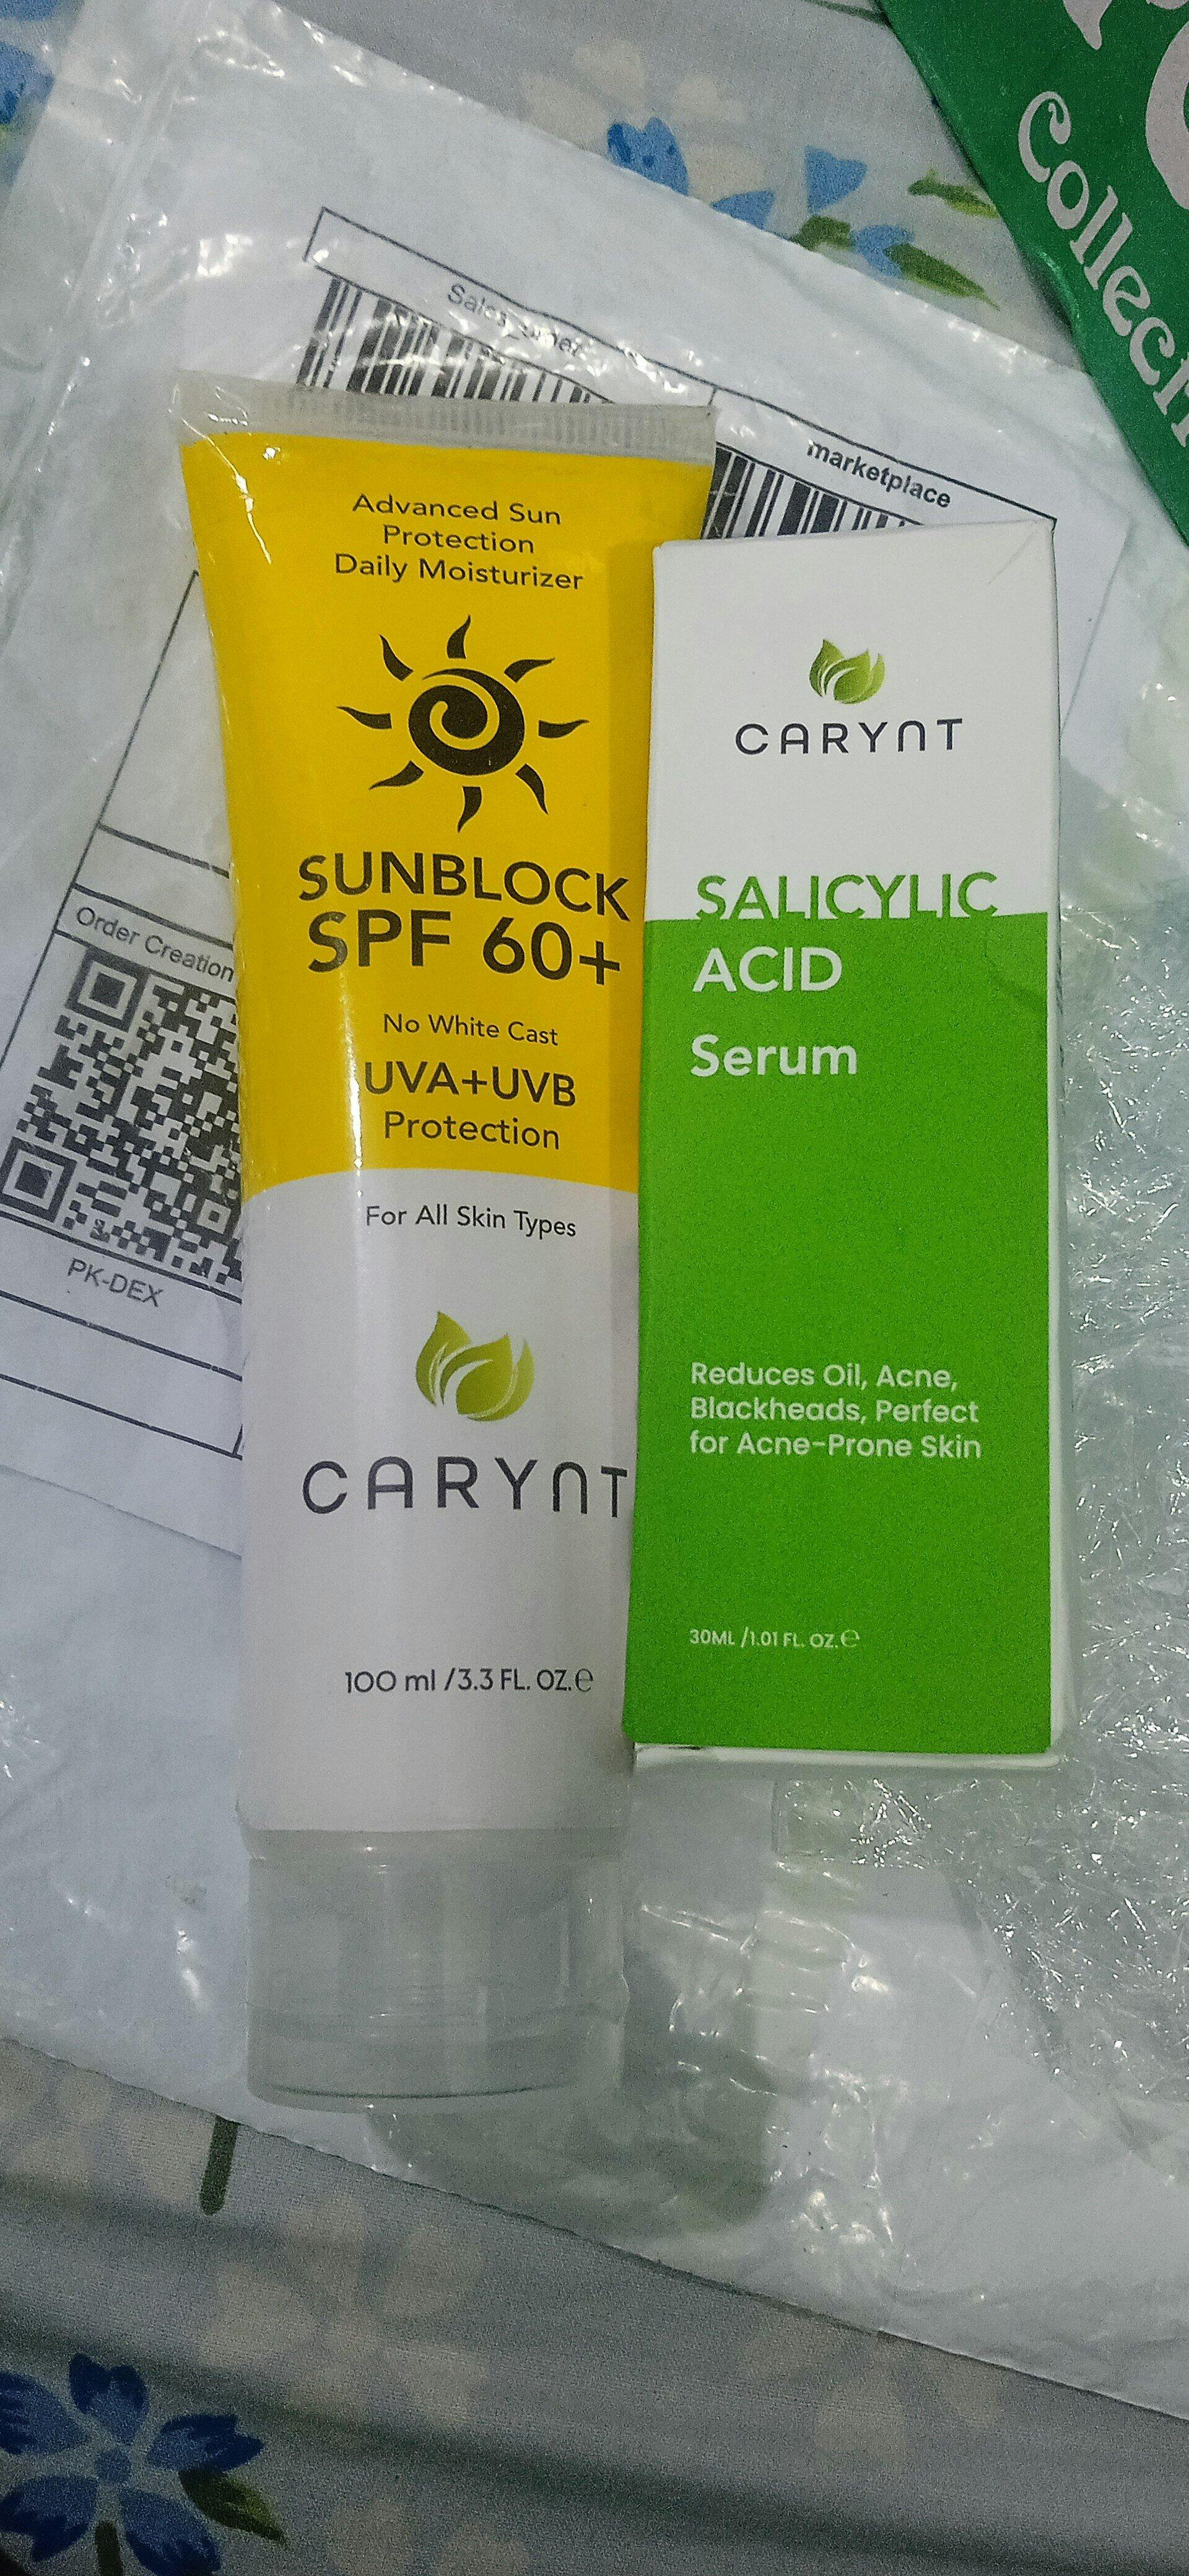 Collect
Sales_order
marketplace
Order Creation
PK-DEX
Advanced Sun
Protection
Daily Moisturizer
SUNBLOCK
SPF 60+
No White Cast
UVA+UVB
Protection
For All Skin Types
CARYNT
100 ml /3.3 FL. OZ.℮
CARYNT
SALICYLIC
ACID
Serum
Reduces Oil, Acne,
Blackheads, Perfect
for Acne-Prone Skin
30ML /1.01 FL. OZ.℮